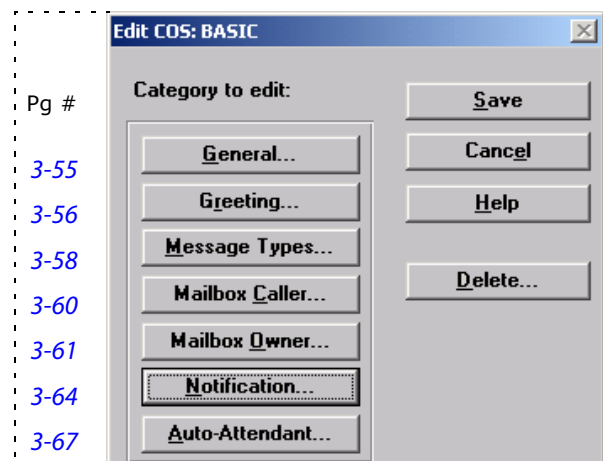 Edit COS: BASIC
Pg #
Category to edit:
Save
3-55
General...
Cancel
3-56
Greeting...
Help
3-58
Message Types...
3-60
Mailbox Caller...
Delete...
3-61
Mailbox Owner...
3-64
Notification...
3-67
Auto-Attendant...